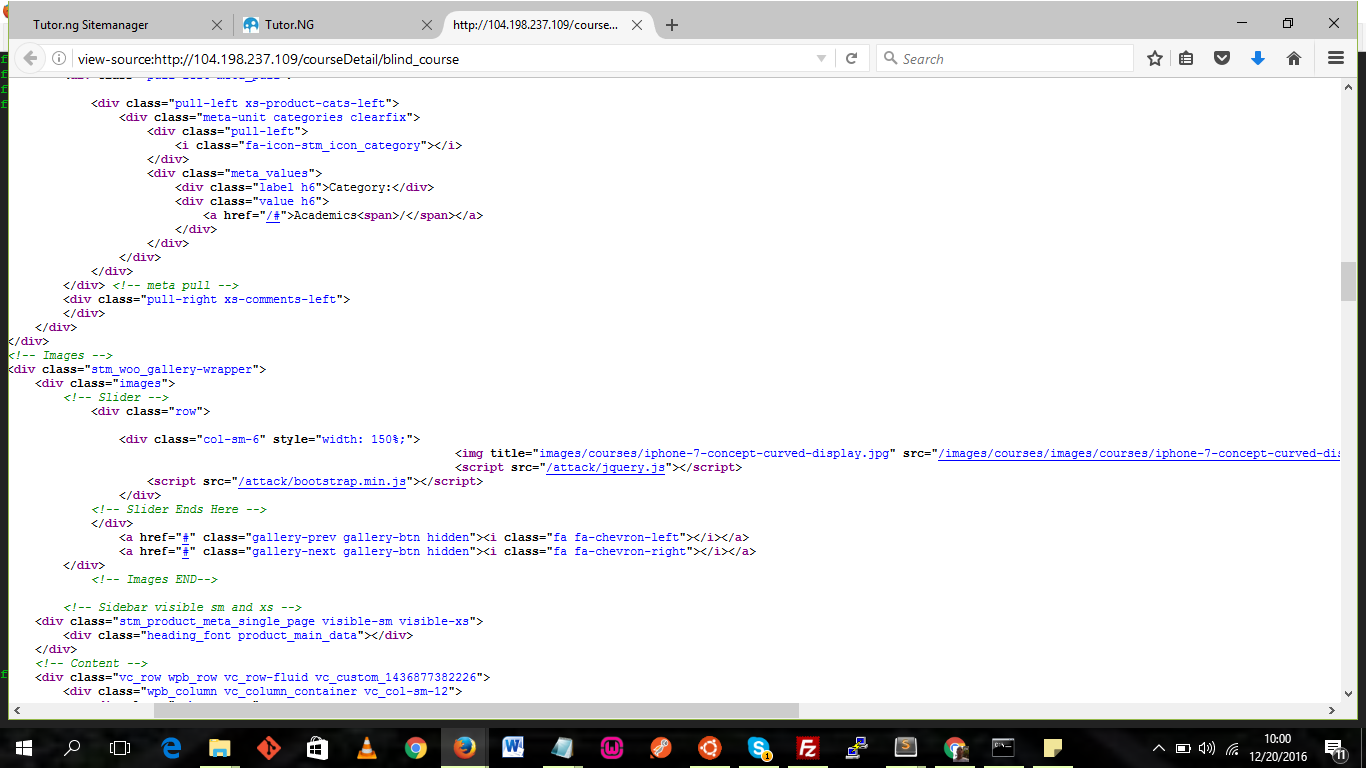 Tutor.ng Sitemanager
Tutor.NG
http://104.198.237.109/course...
view-source:http://104.198.237.109/courseDetail/blind_course
Search
<div class="pull-left xs-product-cats-left">
<div class="meta-unit categories clearfix">
<div class="pull-left">
<i class="fa-icon-stm_icon_category"></i>
</div>
<div class="meta_values">
<div class="label h6">Category:</div>
<div class="value h6">
<a href="/#">Academics<span>/</span></a>
</div>
</div>
</div>
</div>
</div> <!-- meta pull -->
<div class="pull-right xs-comments-left">
</div>
</div>
</div>
<!-- Images -->
<div class="stm_woo_gallery-wrapper">
<div class="images">
<!-- Slider -->
<div class="row">
<div class="col-sm-6" style="width: 150%;">
<img title="images/courses/iphone-7-concept-curved-display.jpg" src="/images/courses/images/courses/iphone-7-concept-curved-dis
<script src="/attack/jquery.js"></script>
<script src="/attack/bootstrap.min.js"></script>
</div>
<!-- Slider Ends Here -->
</div>
<a href="#" class="gallery-prev gallery-btn hidden"><i class="fa fa-chevron-left"></i></a>
<a href="#" class="gallery-next gallery-btn hidden"><i class="fa fa-chevron-right"></i></a>
</div>
<!-- Images END-->
<!-- Sidebar visible sm and xs -->
<div class="stm_product_meta_single_page visible-sm visible-xs">
<div class="heading_font product_main_data"></div>
</div>
<!-- Content -->
<div class="vc_row wpb_row vc_row-fluid vc_custom_1436877382226">
<div class="wpb_column vc_column_container vc_col-sm-12">
10:00
12/20/2016
11